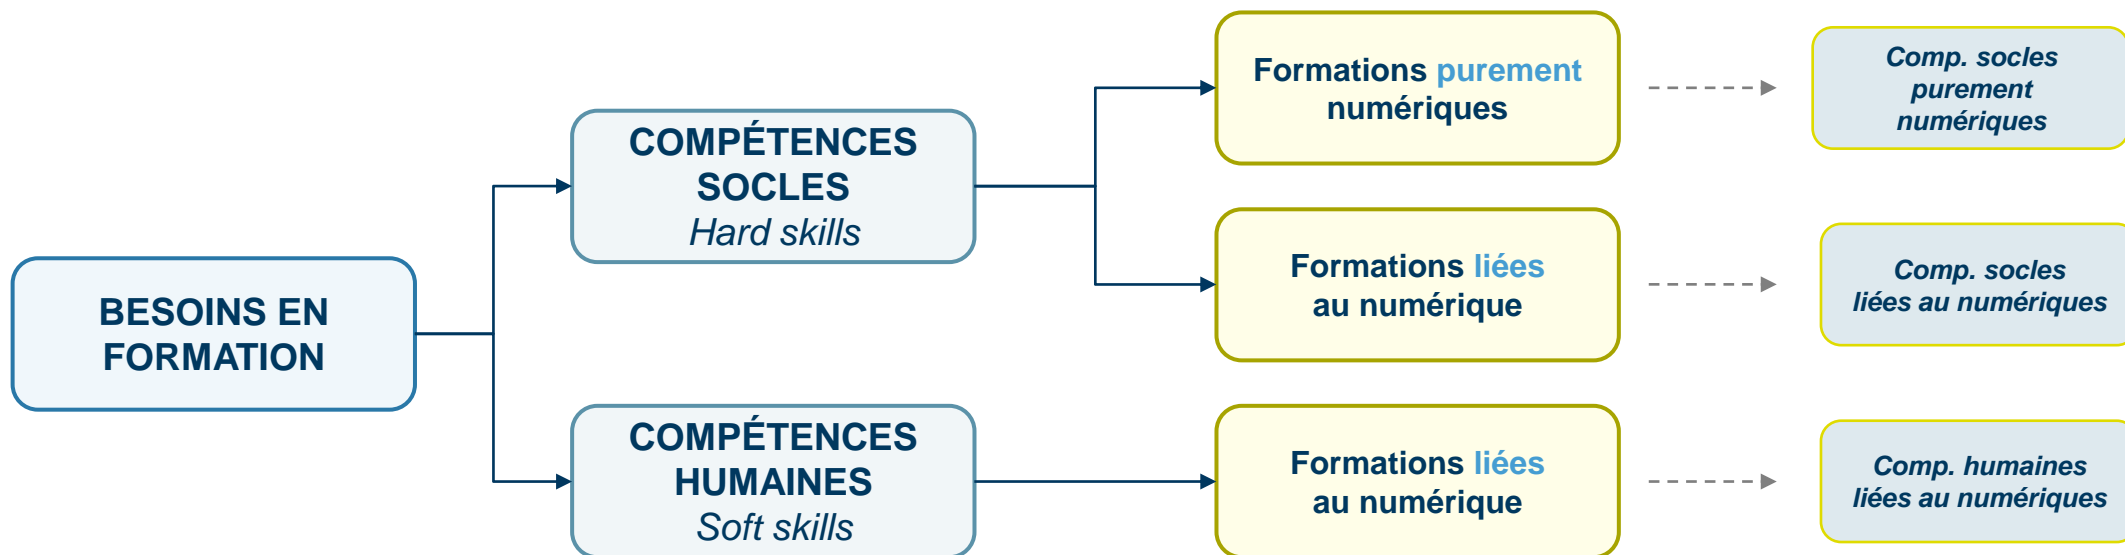 BESOINS EN
FORMATION
COMPÉTENCES
SOCLES
Hard skills
COMPÉTENCES
HUMAINES
Soft skills
Formations purement
numériques
Formations liées
au numérique
Formations liées
au numérique
Comp. socles
purement
numériques
Comp. socles
liées au numériques
Comp. humaines
liées au numériques